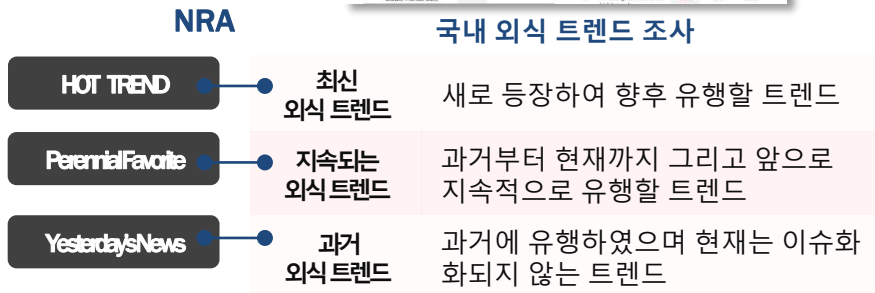 NRA
국내 외식 트렌드 조사
HOT TREND
최신
외식 트렌드
새로 등장하여 향후 유행할 트렌드
Perennial Favorite
지속되는
외식 트렌드
과거부터 현재까지 그리고 앞으로
지속적으로 유행할 트렌드
Yesterday's News
과거
외식 트렌드
과거에 유행하였으며 현재는 이슈화
화되지 않는 트렌드